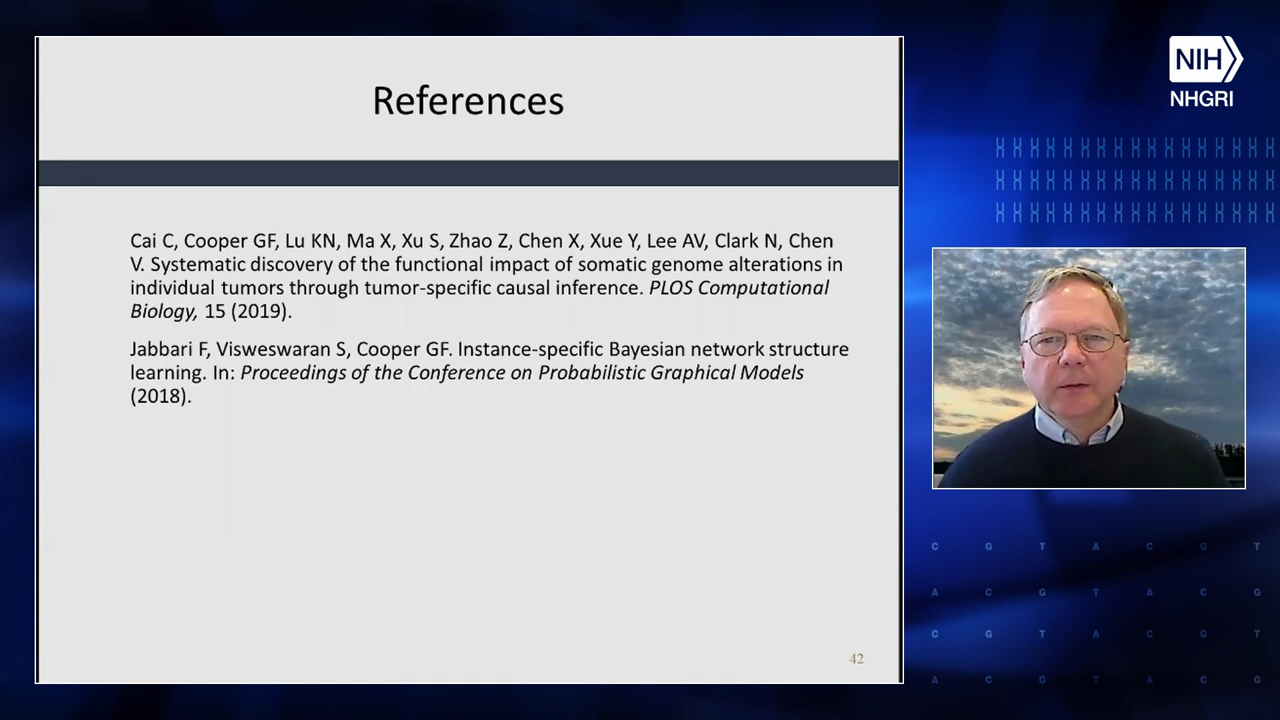 References
Cai C, Cooper GF, Lu KN, Ma X, Xu S, Zhao Z, Chen X, Xue Y, Lee AV, Clark N, Chen
V. Systematic discovery of the functional impact of somatic genome alterations in
individual tumors through tumor-specific causal inference. PLOS Computational
Biology, 15 (2019).
Jabbari F, Visweswaran S, Cooper GF. Instance-specific Bayesian network structure
learning. In: Proceedings of the Conference on Probabilistic Graphical Models
(2018).
42
NIH
NHGRI
C G T A C G T
A C G T A C G
C G T A C G T
A C G T A C G